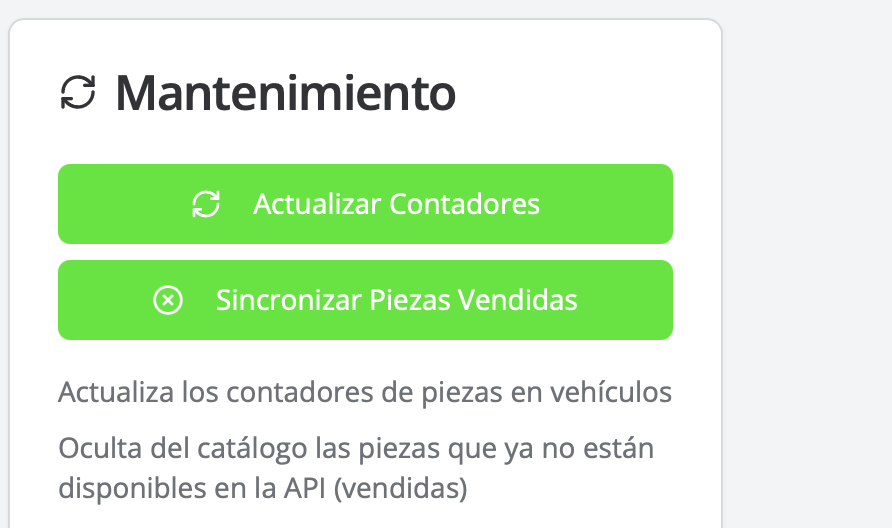 Mantenimiento
Actualizar Contadores
Sincronizar Piezas Vendidas
Actualiza los contadores de piezas en vehículos
Oculta del catálogo las piezas que ya no están
disponibles en la API (vendidas)